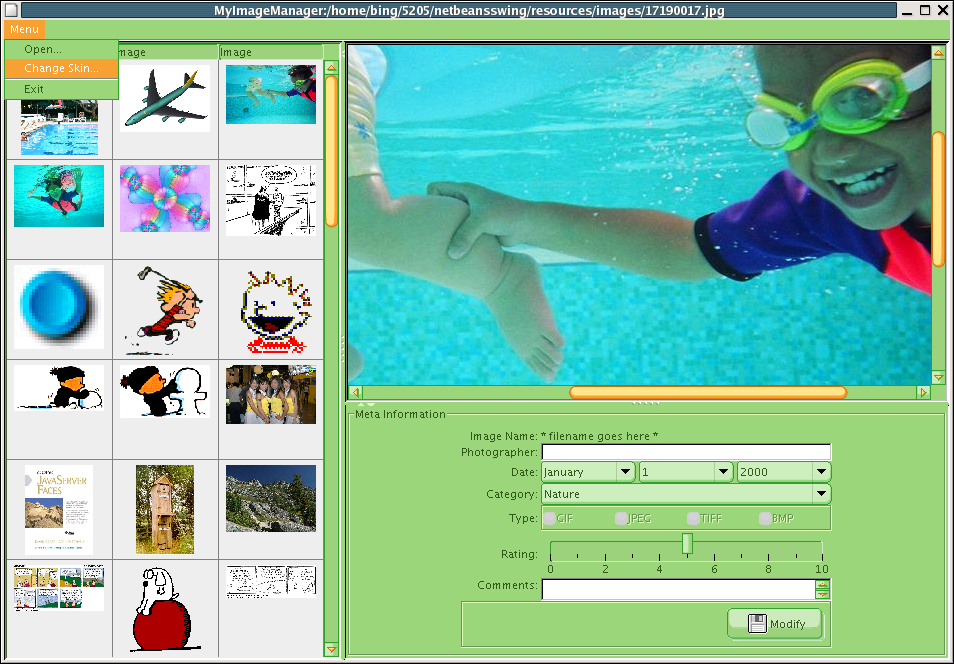 MyImageManager:/home/bing/5205/netbeansswing/resources/images/17190017.jpg
Menu
Open...
Change Skin...
Exit
mage
Image
JAVASERVER
FACES
Meta Information
Image Name: * filename goes here *
Photographer:
Date: January 1 2000
Category: Nature
Type: GIF JPEG TIFF BMP
Rating:
0 2 4 6 8 10
Comments:
Modify